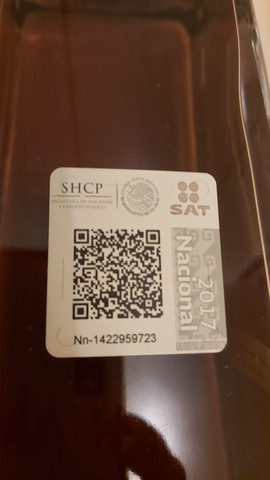 SHCP
SECRETARÍA DE HACIENDA
Y CRÉDITO PÚBLICO
SAT
2017
Nacional
Nn-1422959723